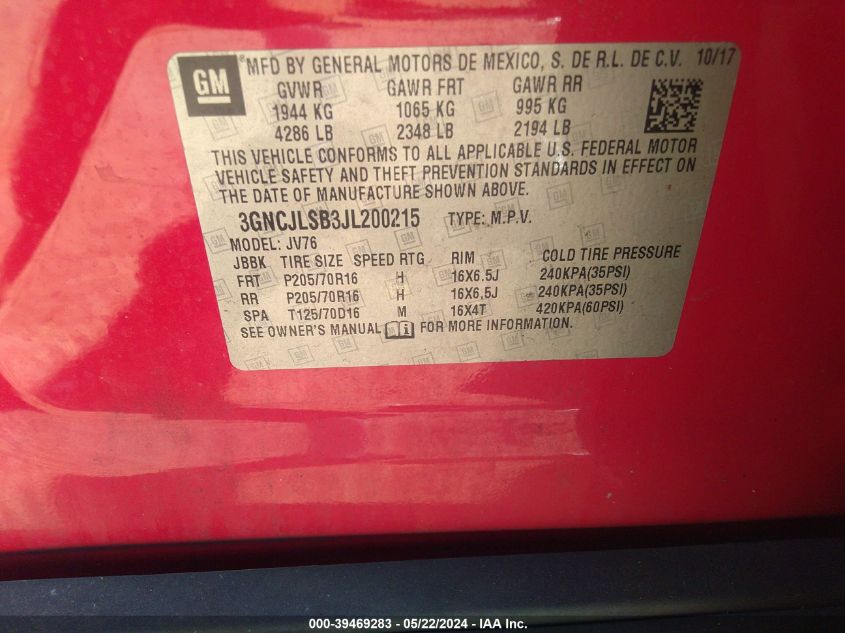 GM MFD BY GENERAL MOTORS DE MEXICO, S. DE R.L. DE C.V. 10/17
GVWR GAWR FRT GAWR RR
1944 KG 1065 KG 995 KG
4286 LB 2348 LB 2194 LB
THIS VEHICLE CONFORMS TO ALL APPLICABLE U.S. FEDERAL MOTOR
VEHICLE SAFETY AND THEFT PREVENTION STANDARDS IN EFFECT ON
THE DATE OF MANUFACTURE SHOWN ABOVE.
3GNCJLSB3JL200215 TYPE: M.P.V.
MODEL: JV76
JBBK TIRE SIZE SPEED RTG RIM COLD TIRE PRESSURE
FRT P205/70R16 H 16X6.5J 240KPA(35PSI)
RR P205/70R16 H 16X6.5J 240KPA(35PSI)
SPA T125/70D16 M 16X4T 420KPA(60PSI)
SEE OWNER'S MANUAL FOR MORE INFORMATION.
000-39469283 - 05/22/2024 - IAA Inc.